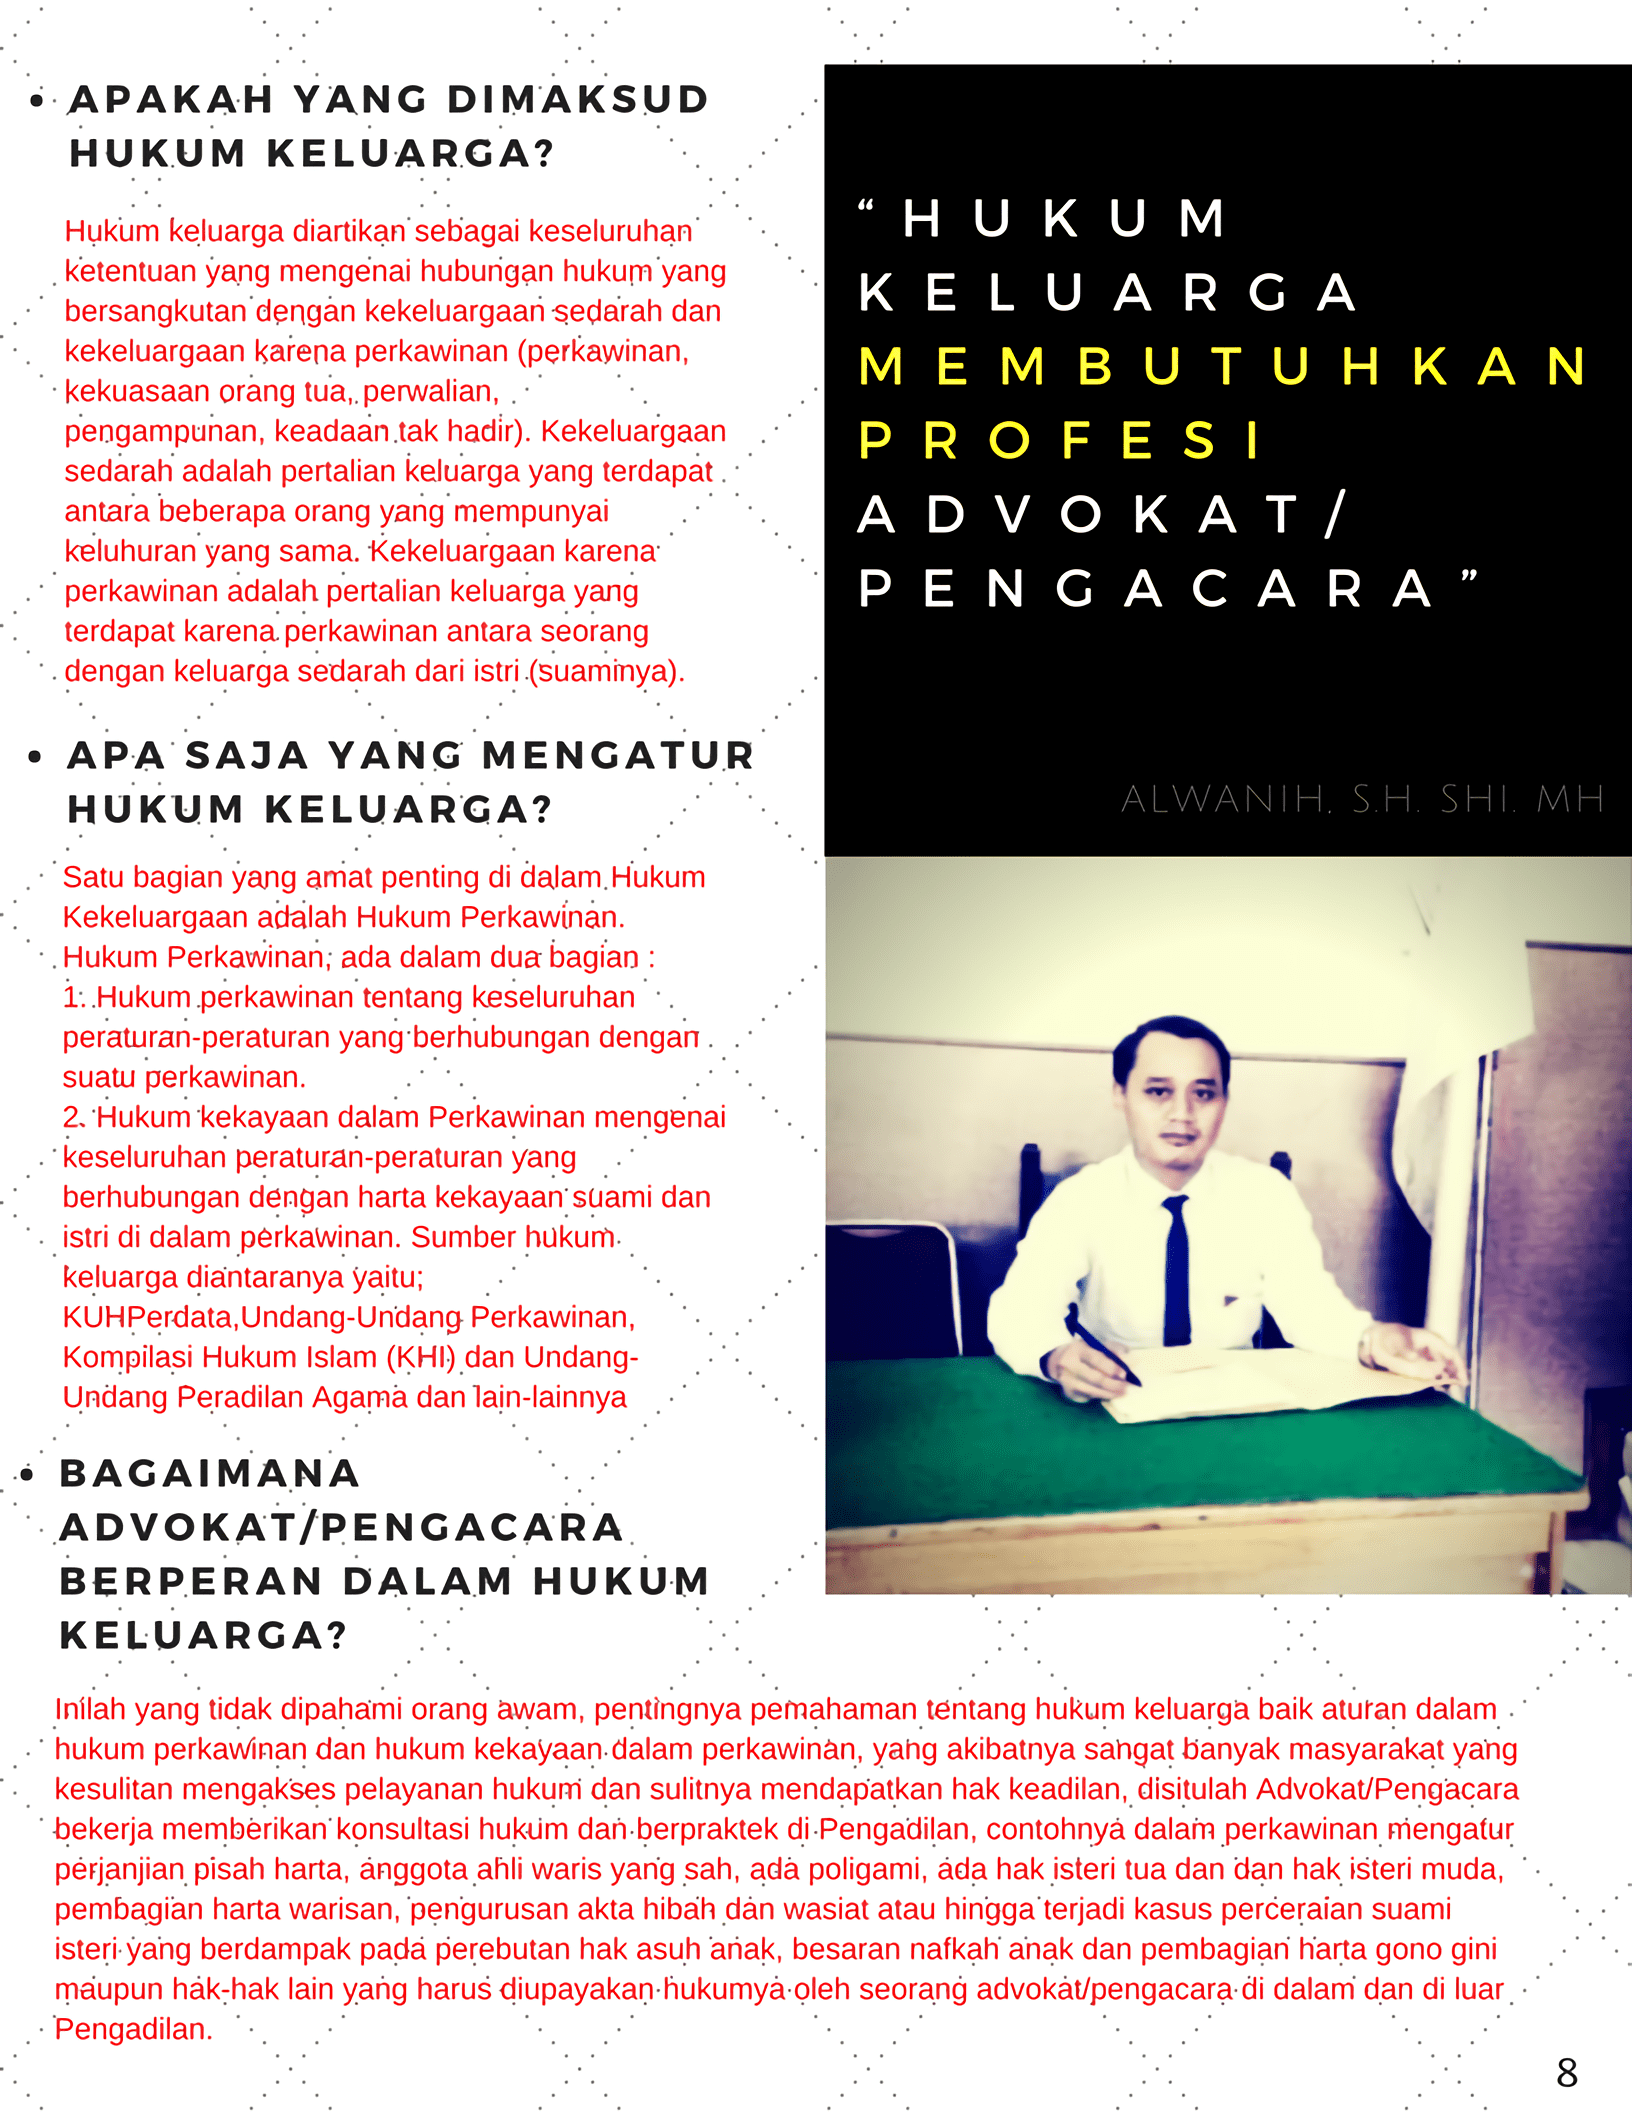 • APAKAH YANG DIMAKSUD
HUKUM KELUARGA?
Hukum keluarga diartikan sebagai keseluruhan
ketentuan yang mengenai hubungan hukum yang
bersangkutan dengan kekeluargaan sedarah dan
kekeluargaan karena perkawinan (perkawinan,
kekuasaan orang tua, perwalian,
pengampunan, keadaan tak hadir). Kekeluargaan
sedarah adalah pertalian keluarga yang terdapat
antara beberapa orang yang mempunyai
keluhuran yang sama. Kekeluargaan karena
perkawinan adalah pertalian keluarga yang
terdapat karena perkawinan antara seorang
dengan keluarga sedarah dari istri (suaminya).
• APA SAJA YANG MENGATUR
HUKUM KELUARGA?
Satu bagian yang amat penting di dalam Hukum
Kekeluargaan adalah Hukum Perkawinan.
Hukum Perkawinan, ada dalam dua bagian :
1. Hukum perkawinan tentang keseluruhan
peraturan-peraturan yang berhubungan dengan
suatu perkawinan.
2. Hukum kekayaan dalam Perkawinan mengenai
keseluruhan peraturan-peraturan yang
berhubungan dengan harta kekayaan suami dan
istri di dalam perkawinan. Sumber hukum
keluarga diantaranya yaitu;
KUHPerdata,Undang-Undang Perkawinan,
Kompilasi Hukum Islam (KHI) dan Undang-
Undang Peradilan Agama dan lain-lainnya
• BAGAIMANA
ADVOKAT/PENGACARA
BERPERAN DALAM HUKUM
KELUARGA?
Inilah yang tidak dipahami orang awam, pentingnya pemahaman tentang hukum keluarga baik aturan dalam
hukum perkawinan dan hukum kekayaan dalam perkawinan, yang akibatnya sangat banyak masyarakat yang
kesulitan mengakses pelayanan hukum dan sulitnya mendapatkan hak keadilan, disitulah Advokat/Pengacara
bekerja memberikan konsultasi hukum dan berpraktek di Pengadilan, contohnya dalam perkawinan mengatur
perjanjian pisah harta, anggota ahli waris yang sah, ada poligami, ada hak isteri tua dan dan hak isteri muda,
pembagian harta warisan, pengurusan akta hibah dan wasiat atau hingga terjadi kasus perceraian suami
isteri yang berdampak pada perebutan hak asuh anak, besaran nafkah anak dan pembagian harta gono gini
maupun hak-hak lain yang harus diupayakan hukumya oleh seorang advokat/pengacara di dalam dan di luar
Pengadilan.
“HUKUM
KELUARGA
MEMBUTUHKAN
PROFESI
ADVOKAT/
PENGACARA”
ALWANIH, S.H. SHI. MH
8